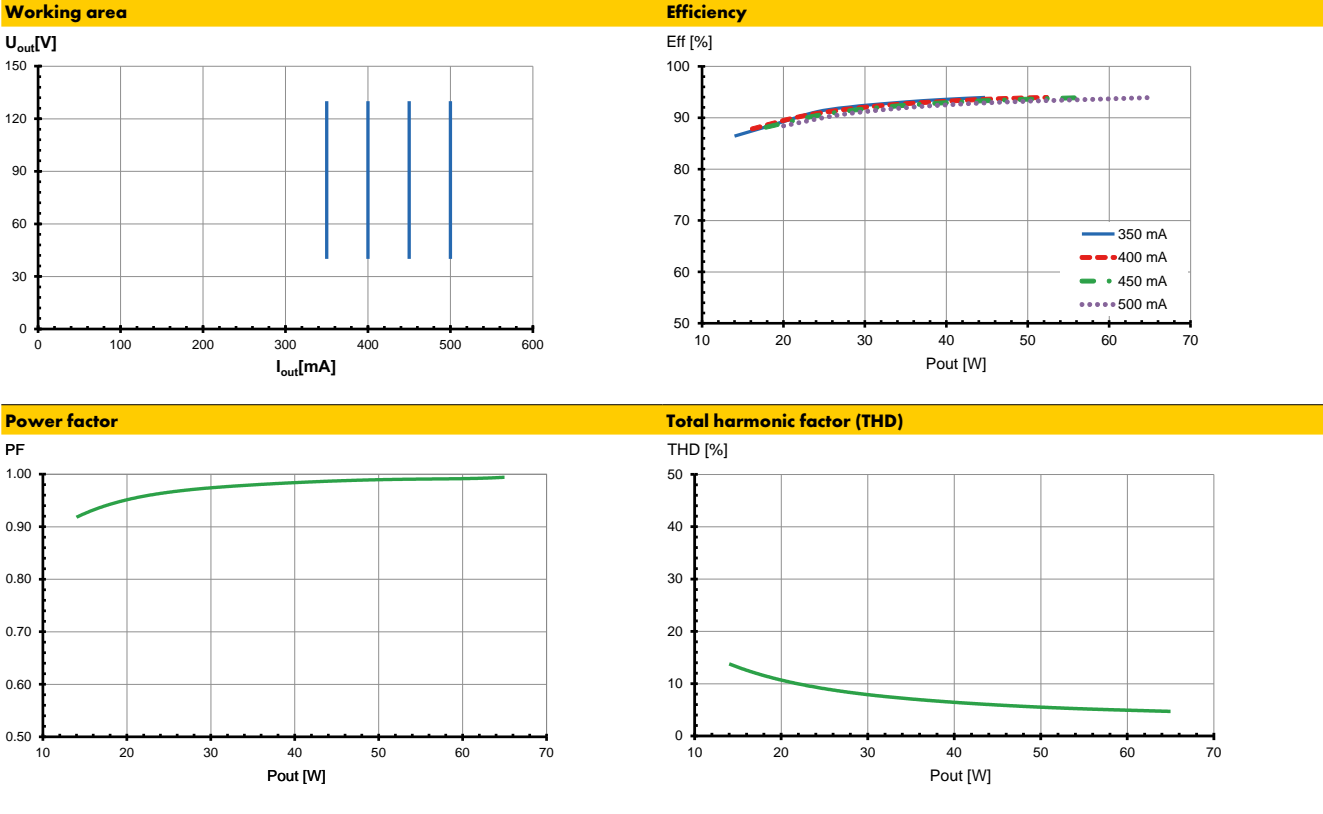 Working area
Efficiency
Uout[V]
150
120
90
60
30
0
0 100 200 300 400 500 600
Iout[mA]
Eff [%]
100
90
80
70
60
50
350 mA
400 mA
450 mA
500 mA
10 20 30 40 50 60 70
Pout [W]
Power factor
Total harmonic factor (THD)
PF
1.00
0.90
0.80
0.70
0.60
0.50
10 20 30 40 50 60 70
Pout [W]
THD [%]
50
40
30
20
10
0
10 20 30 40 50 60 70
Pout [W]